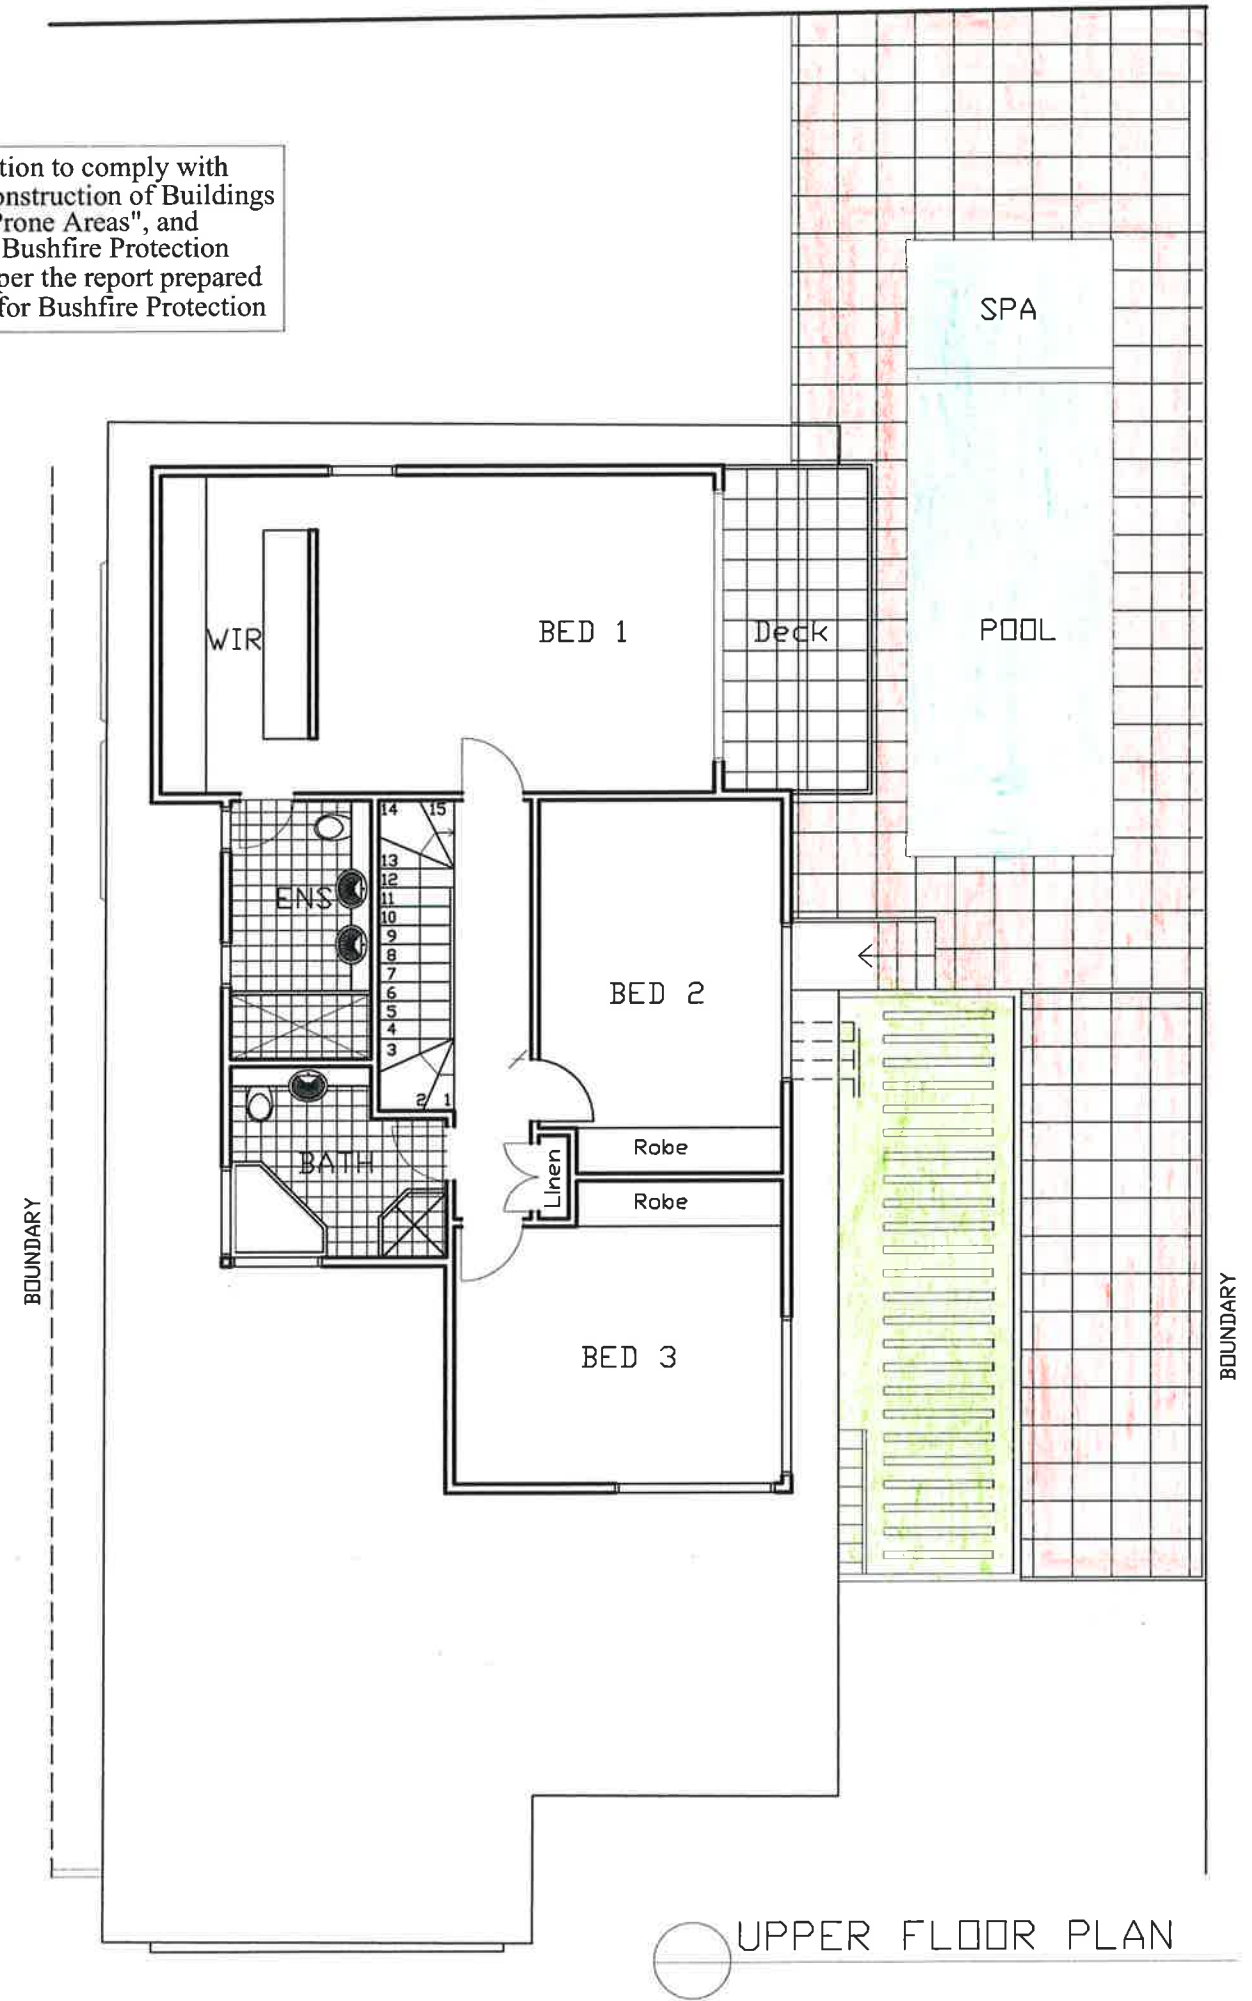 tion to comply with
onstruction of Buildings
Prone Areas", and
Bushfire Protection
per the report prepared
for Bushfire Protection
SPA
WIR
BED 1
Deck
POOL
14
15
13
12
11
10
9
8
7
6
5
4
3
2
1
ENS
BED 2
BATH
Linen
Robe
Robe
BOUNDARY
BED 3
BOUNDARY
UPPER FLOOR PLAN